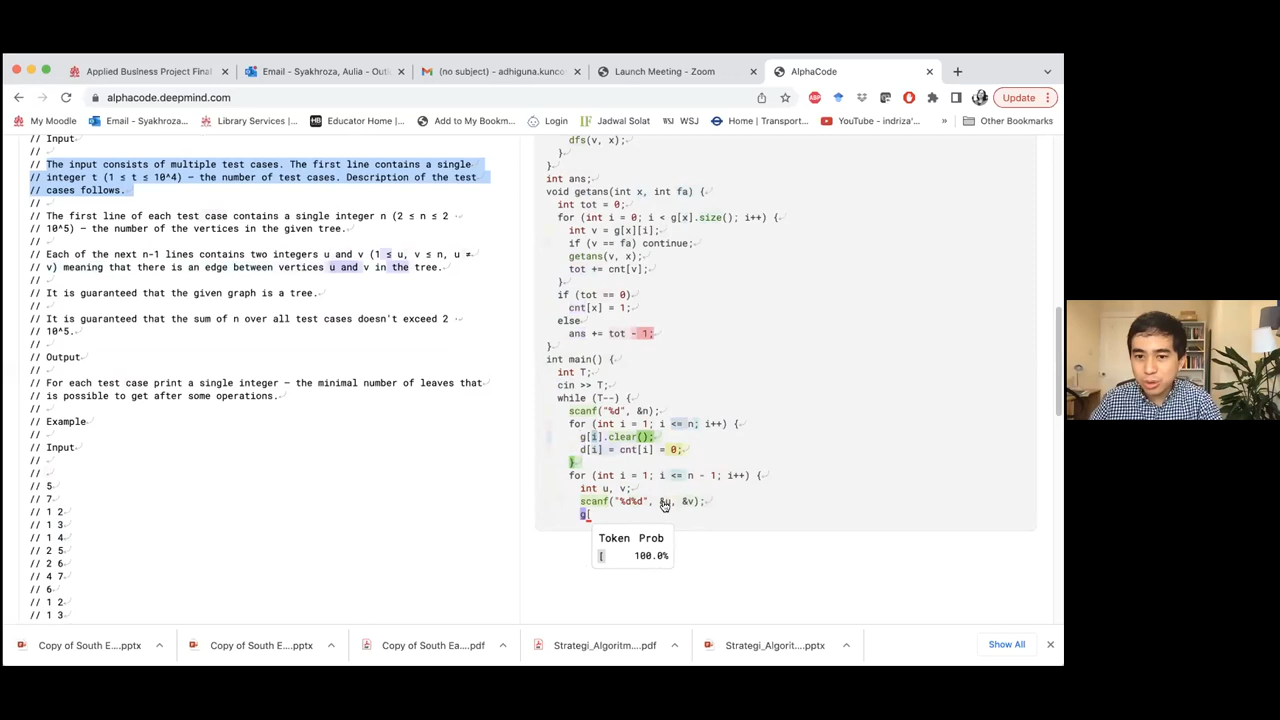 Applied Business Project Final
Email - Syakhroza, Aulia - Outl
(no subject) - adhiguna.kunco
Launch Meeting - Zoom
AlphaCode
alphacode.deepmind.com
Update
My Moodle
Email - Syakhroza...
Library Services |...
Educator Home |...
Add to My Bookm...
Login
Jadwal Solat
WSJ
Home | Transport...
YouTube - indriza'...
»
Other Bookmarks
// Input
//
// The input consists of multiple test cases. The first line contains a single
// integer t (1 ≤ t ≤ 10^4) — the number of test cases. Description of the test
// cases follows.
//
// The first line of each test case contains a single integer n (2 ≤ n ≤ 2 ·
// 10^5) — the number of the vertices in the given tree.
//
// Each of the next n-1 lines contains two integers u and v (1 ≤ u, v ≤ n, u ≠
// v) meaning that there is an edge between vertices u and v in the tree.
//
// It is guaranteed that the given graph is a tree.
//
// It is guaranteed that the sum of n over all test cases doesn't exceed 2 ·
// 10^5.
//
// Output
//
// For each test case print a single integer — the minimal number of leaves that
// is possible to get after some operations.
//
// Example
//
// Input
//
//
// 5
// 7
// 1 2
// 1 3
// 1 4
// 2 5
// 2 6
// 4 7
// 6
// 1 2
// 1 3
dfs(v, x);
}
}
int ans;
void getans(int x, int fa) {
int tot = 0;
for (int i = 0; i < g[x].size(); i++) {
int v = g[x][i];
if (v == fa) continue;
getans(v, x);
tot += cnt[v];
}
if (tot == 0)
cnt[x] = 1;
else
ans += tot - 1;
}
int main() {
int T;
cin >> T;
while (T--) {
scanf("%d", &n);
for (int i = 1; i <= n; i++) {
g[i].clear();
d[i] = cnt[i] = 0;
}
for (int i = 1; i <= n - 1; i++) {
int u, v;
scanf("%d%d", &u, &v);
g[
Token Prob
[ 100.0%
Copy of South E....pptx
Copy of South E....pptx
Copy of South Ea....pdf
Strategi_Algoritm....pdf
Strategi_Algorit....pptx
Show All